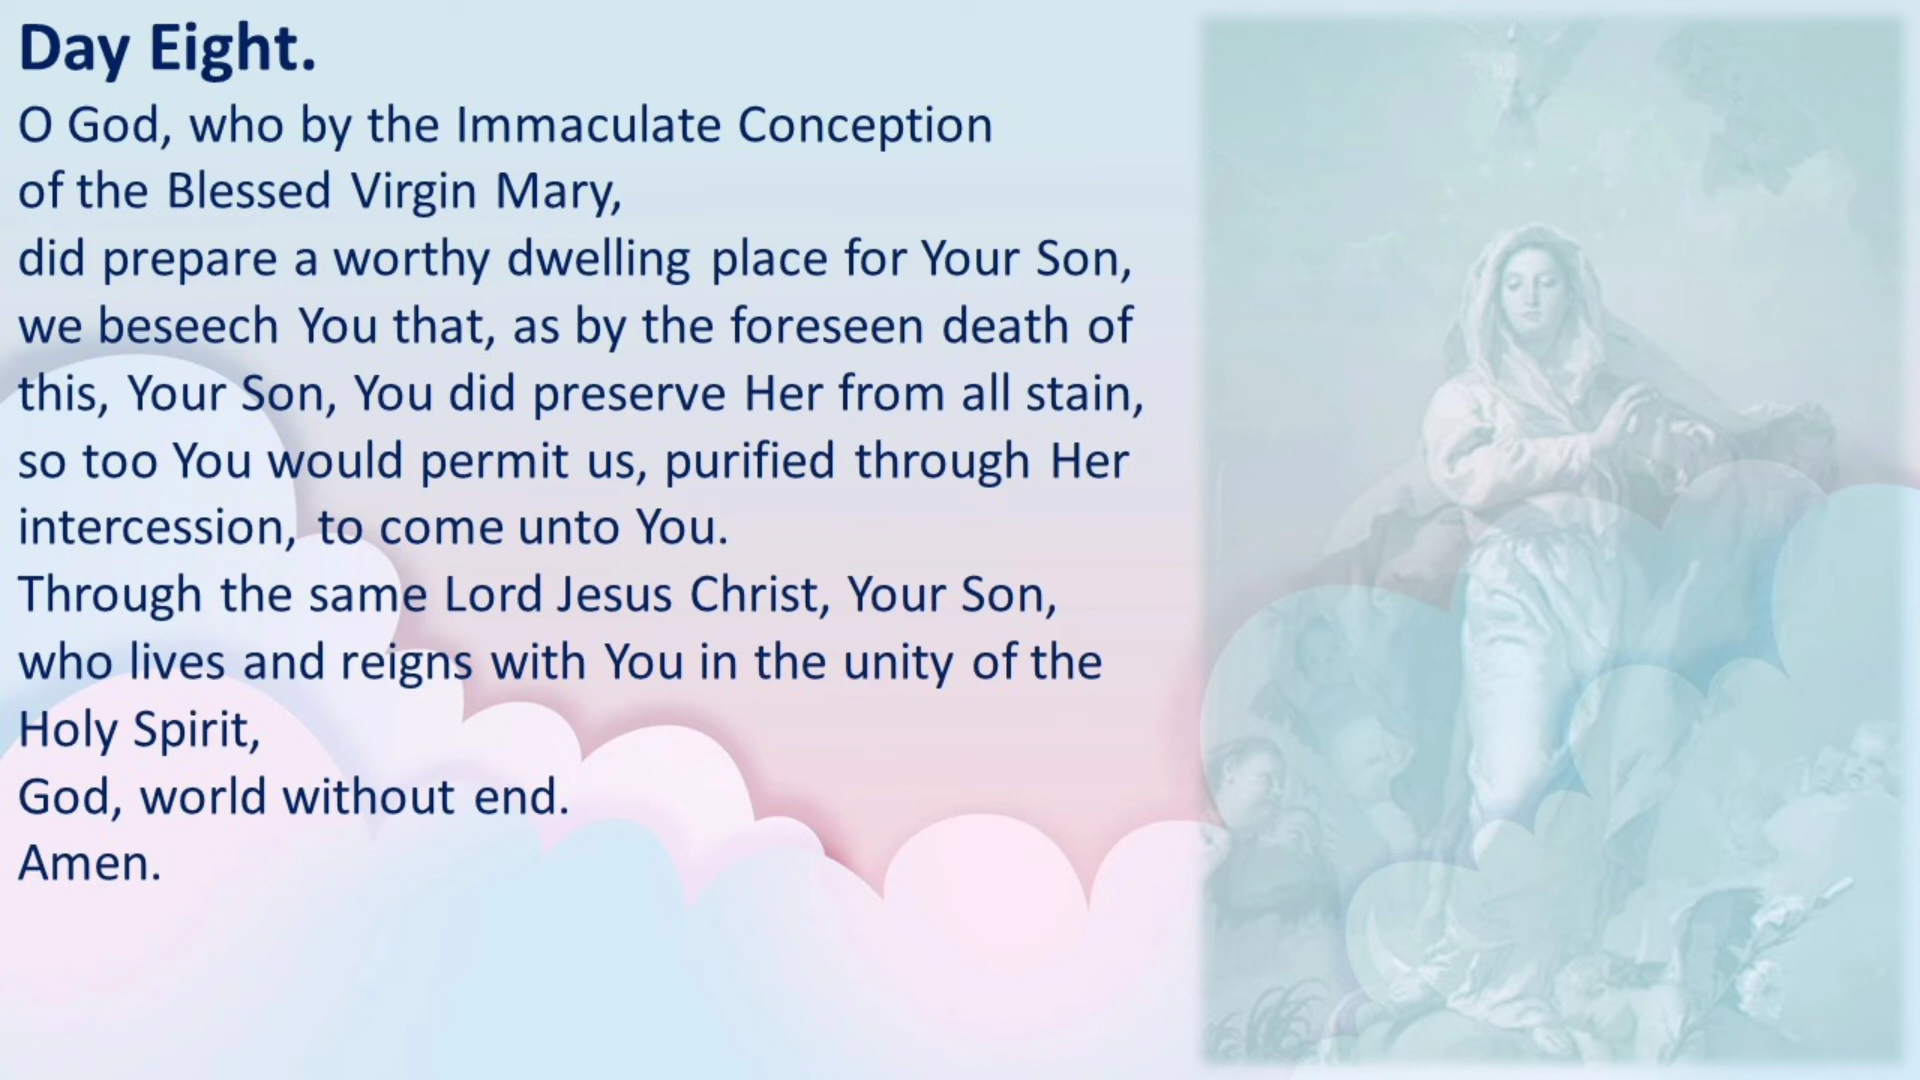 Day Eight.
O God, who by the Immaculate Conception
of the Blessed Virgin Mary,
did prepare a worthy dwelling place for Your Son,
we beseech You that, as by the foreseen death of
this, Your Son, You did preserve Her from all stain,
so too You would permit us, purified through Her
intercession, to come unto You.
Through the same Lord Jesus Christ, Your Son,
who lives and reigns with You in the unity of the
Holy Spirit,
God, world without end.
Amen.